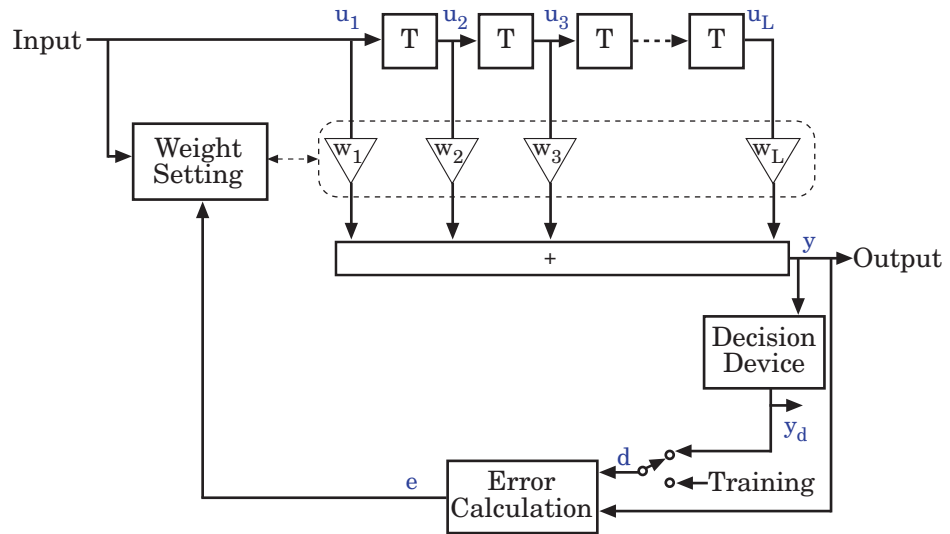 u1 u2 u3 uL
Input T T T T
Weight
Setting
w1 w2 w3 wL
y
+ Output
Decision
Device
yd
d
Training
e
Error
Calculation